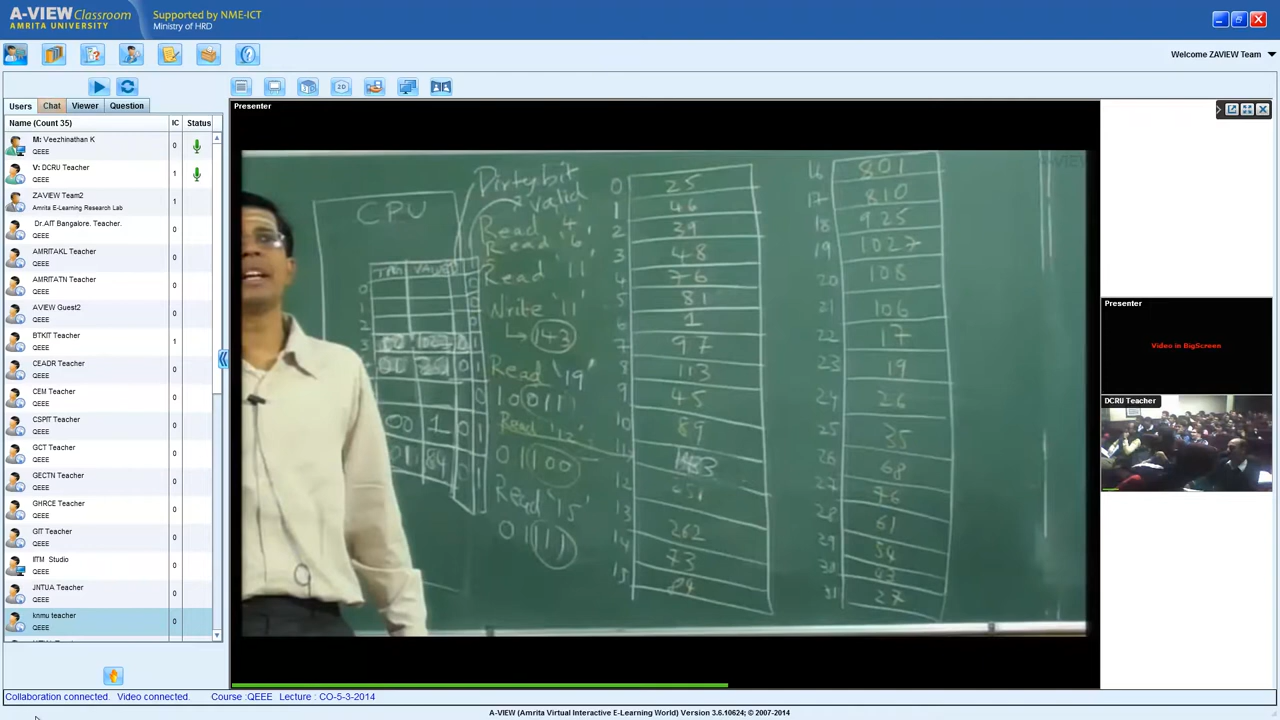 A-VIEW Classroom
AMRITA UNIVERSITY
Supported by NME-ICT
Ministry of HRD
Welcome ZAVIEW Team
Users Chat Viewer Question
Name (Count 35) IC Status
M: Veezhinathan K
QEEE 0
V: DCRU Teacher
QEEE 1
ZAVIEW Team2
Amrita E-Learning Research Lab 1
Dr.AIT Bangalore. Teacher.
QEEE 0
AMRITAKL Teacher
QEEE 0
AMRITATN Teacher
QEEE 0
AVIEW Guest2
QEEE 0
BTKIT Teacher
QEEE 1
CEADR Teacher
QEEE 0
CEM Teacher
QEEE 0
CSPIT Teacher
QEEE 0
GCT Teacher
QEEE 0
GECTN Teacher
QEEE 0
GHRCE Teacher
QEEE 0
GIT Teacher
QEEE 0
IITM Studio
QEEE 0
JNTUA Teacher
QEEE 0
knmu teacher
QEEE 0
Presenter
CPU
Dirty bit
valid
Read '4'
Read '6'
Read '11'
Write '11'
↳ 143
Read '19'
10011
Read '12'
01100
Read '15'
01111
0 25
1 46
2 39
3 48
4 76
5 81
6 1
7 97
8 113
9 45
10 89
11
12
13
14 262
15 73
16 801
17 810
18 925
19 1027
20 108
21 106
22 17
23 19
24 26
25 35
26 68
27 76
28 61
29 54
30 43
31 27
Presenter
Video in BigScreen
DCRU Teacher
Collaboration connected. Video connected. Course :QEEE Lecture : CO-5-3-2014
A-VIEW (Amrita Virtual Interactive E-Learning World) Version 3.6.10624; © 2007-2014